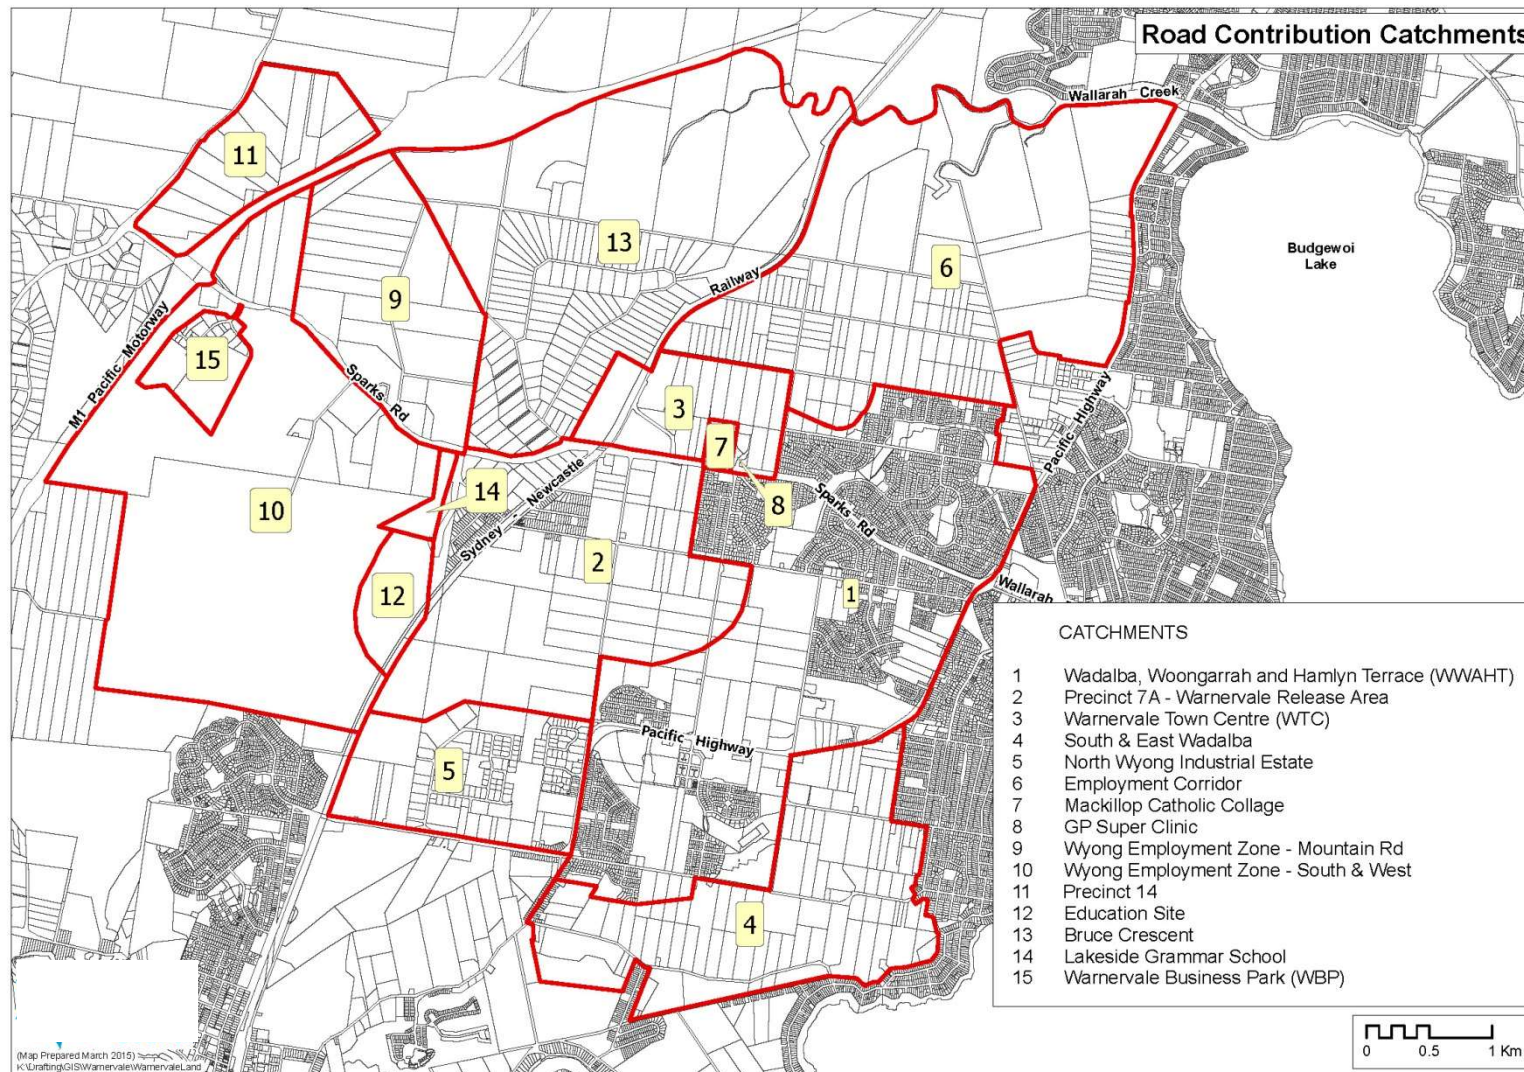 Road Contribution Catchments
Wallarah Creek
11
13
Budgewoi
Lake
6
Railway
9
M1 Pacific Motorway
15
Sparks Rd
3
Pacific Highway
7
14
Sydney - Newcastle
8
Sparks Rd
10
2
12
1
Wallarah
Pacific Highway
5
4
CATCHMENTS
1 Wadalba, Woongarrah and Hamlyn Terrace (WWAHT)
2 Precinct 7A - Warnervale Release Area
3 Warnervale Town Centre (WTC)
4 South & East Wadalba
5 North Wyong Industrial Estate
6 Employment Corridor
7 Mackillop Catholic Collage
8 GP Super Clinic
9 Wyong Employment Zone - Mountain Rd
10 Wyong Employment Zone - South & West
11 Precinct 14
12 Education Site
13 Bruce Crescent
14 Lakeside Grammar School
15 Warnervale Business Park (WBP)
0 0.5 1 Km
(Map Prepared March 2015)
K:\Drafting\GIS\Warnervale\WarnervaleLand